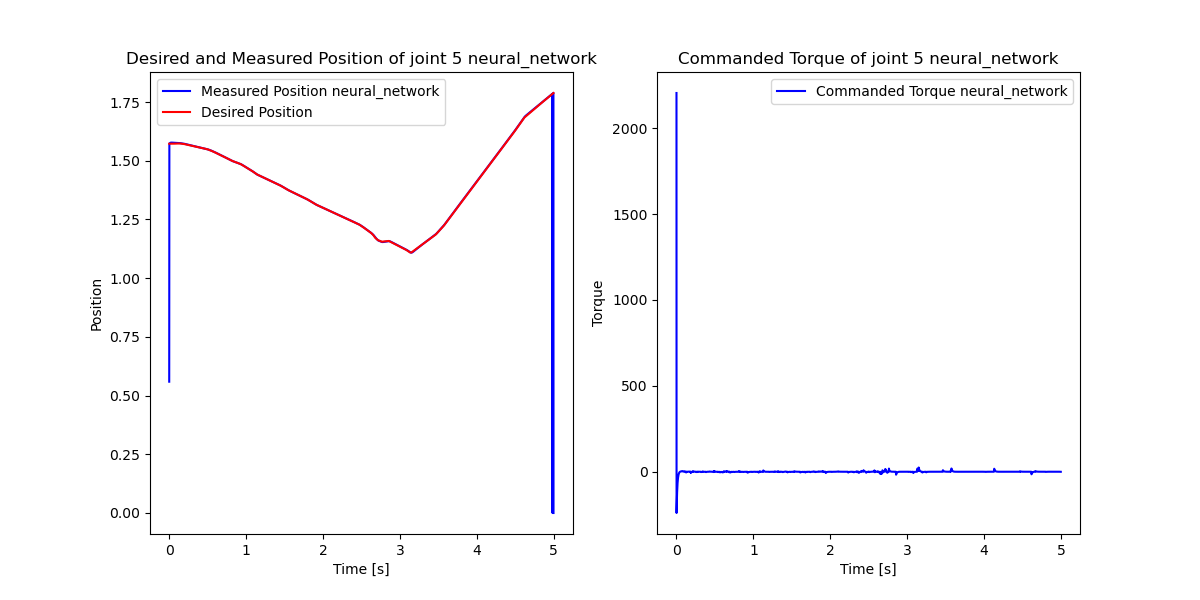 Desired and Measured Position of joint 5 neural_network
Measured Position neural_network
Desired Position
Position
1.75
1.50
1.25
1.00
0.75
0.50
0.25
0.00
0 1 2 3 4 5
Time [s]
Commanded Torque of joint 5 neural_network
Commanded Torque neural_network
Torque
2000
1500
1000
500
0
0 1 2 3 4 5
Time [s]